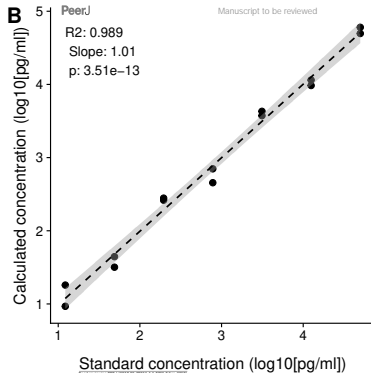 B
PeerJ
Manuscript to be reviewed
R2: 0.989
Slope: 1.01
p: 3.51e−13
Calculated concentration (log10[pg/ml])
5
4
3
2
1
1 2 3 4
Standard concentration (log10[pg/ml])